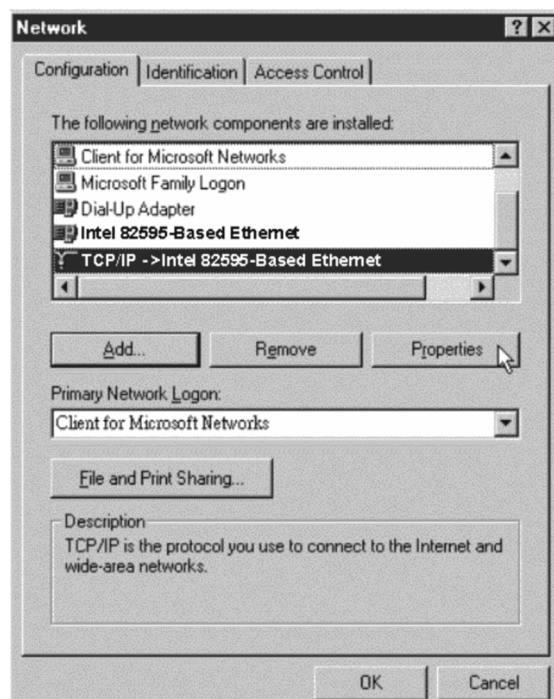 Network
Configuration Identification Access Control
The following network components are installed:
Client for Microsoft Networks
Microsoft Family Logon
Dial-Up Adapter
Intel 82595-Based Ethernet
TCP/IP ->Intel 82595-Based Ethernet
Add... Remove Properties
Primary Network Logon:
Client for Microsoft Networks
File and Print Sharing...
Description
TCP/IP is the protocol you use to connect to the Internet and
wide-area networks.
OK Cancel